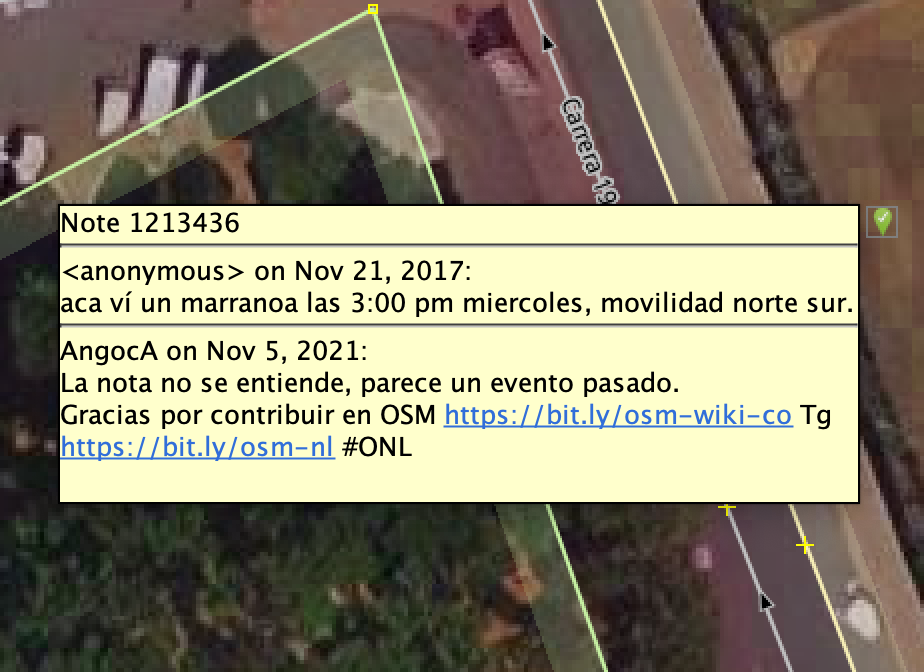 Carrera 19
Note 1213436
<anonymous> on Nov 21, 2017:
aca ví un marranoa las 3:00 pm miercoles, movilidad norte sur.
AngocA on Nov 5, 2021:
La nota no se entiende, parece un evento pasado.
Gracias por contribuir en OSM https://bit.ly/osm-wiki-co Tg
https://bit.ly/osm-nl #ONL